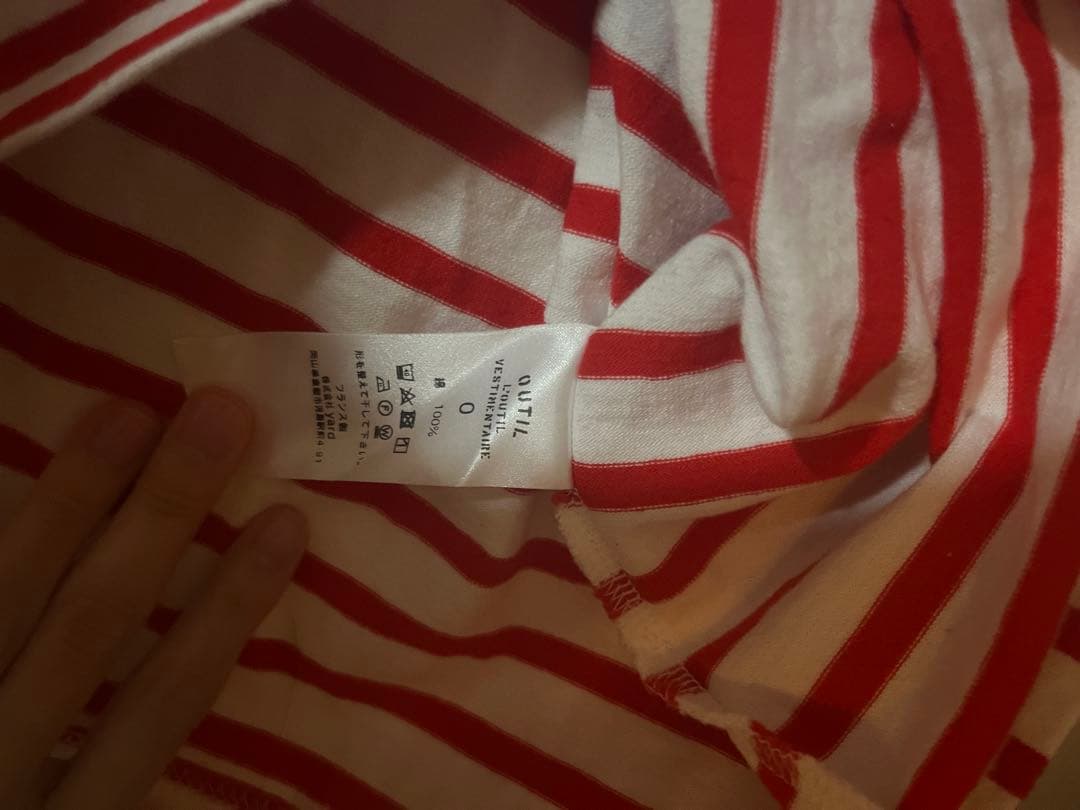 OUTIL
L'OUTIL
VESTIMENTAIRE
0
綿 100%
形を整えて干して下さい。
フランス製
株式会社 yard